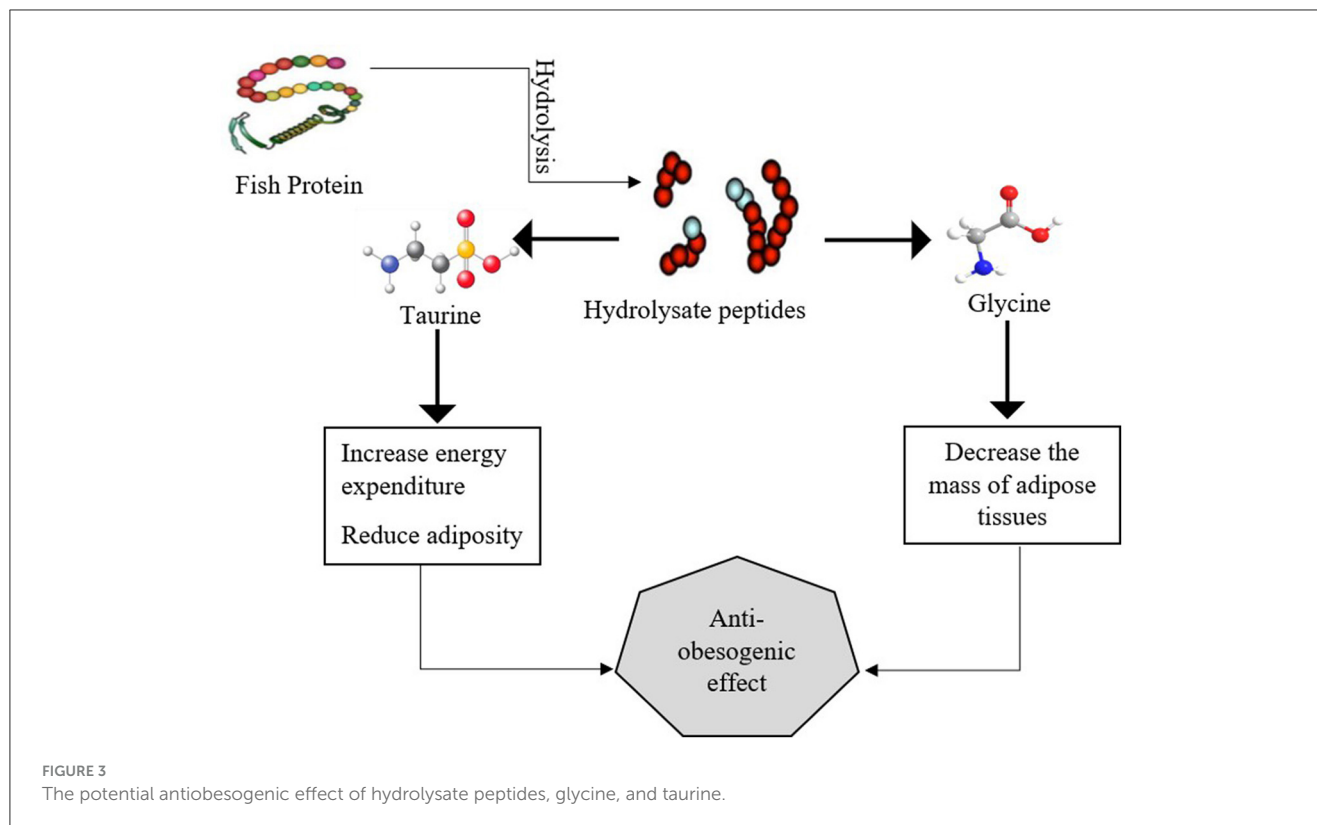 Hydrolysis
Fish Protein
Taurine
Hydrolysate peptides
Glycine
Increase energy
expenditure
Reduce adiposity
Decrease the
mass of adipose
tissues
Anti-
obesogenic
effect
FIGURE 3
The potential antiobesogenic effect of hydrolysate peptides, glycine, and taurine.